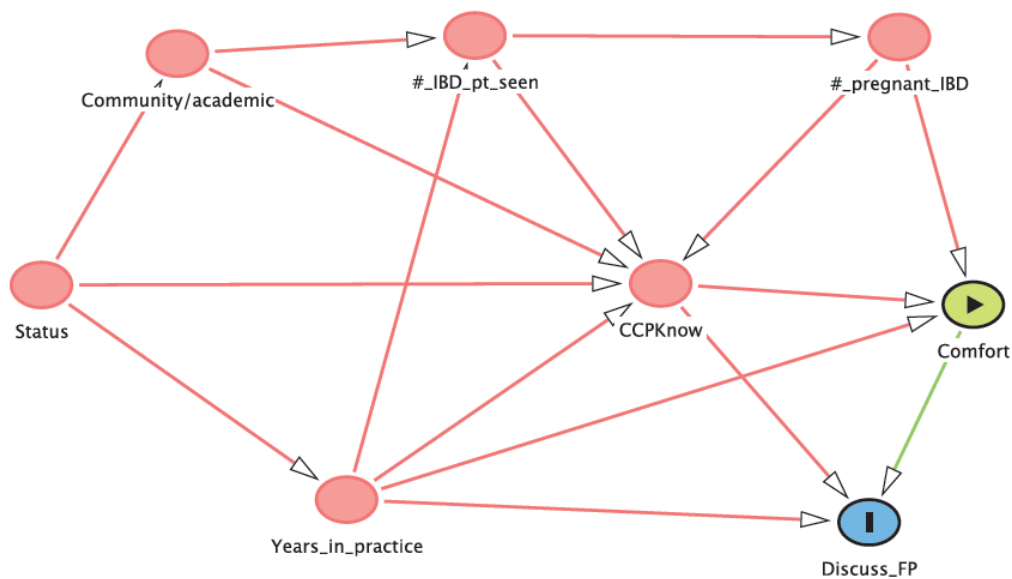 Community/academic
#_IBD_pt_seen
#_pregnant_IBD
Status
CCPKnow
Comfort
Years_in_practice
Discuss_FP